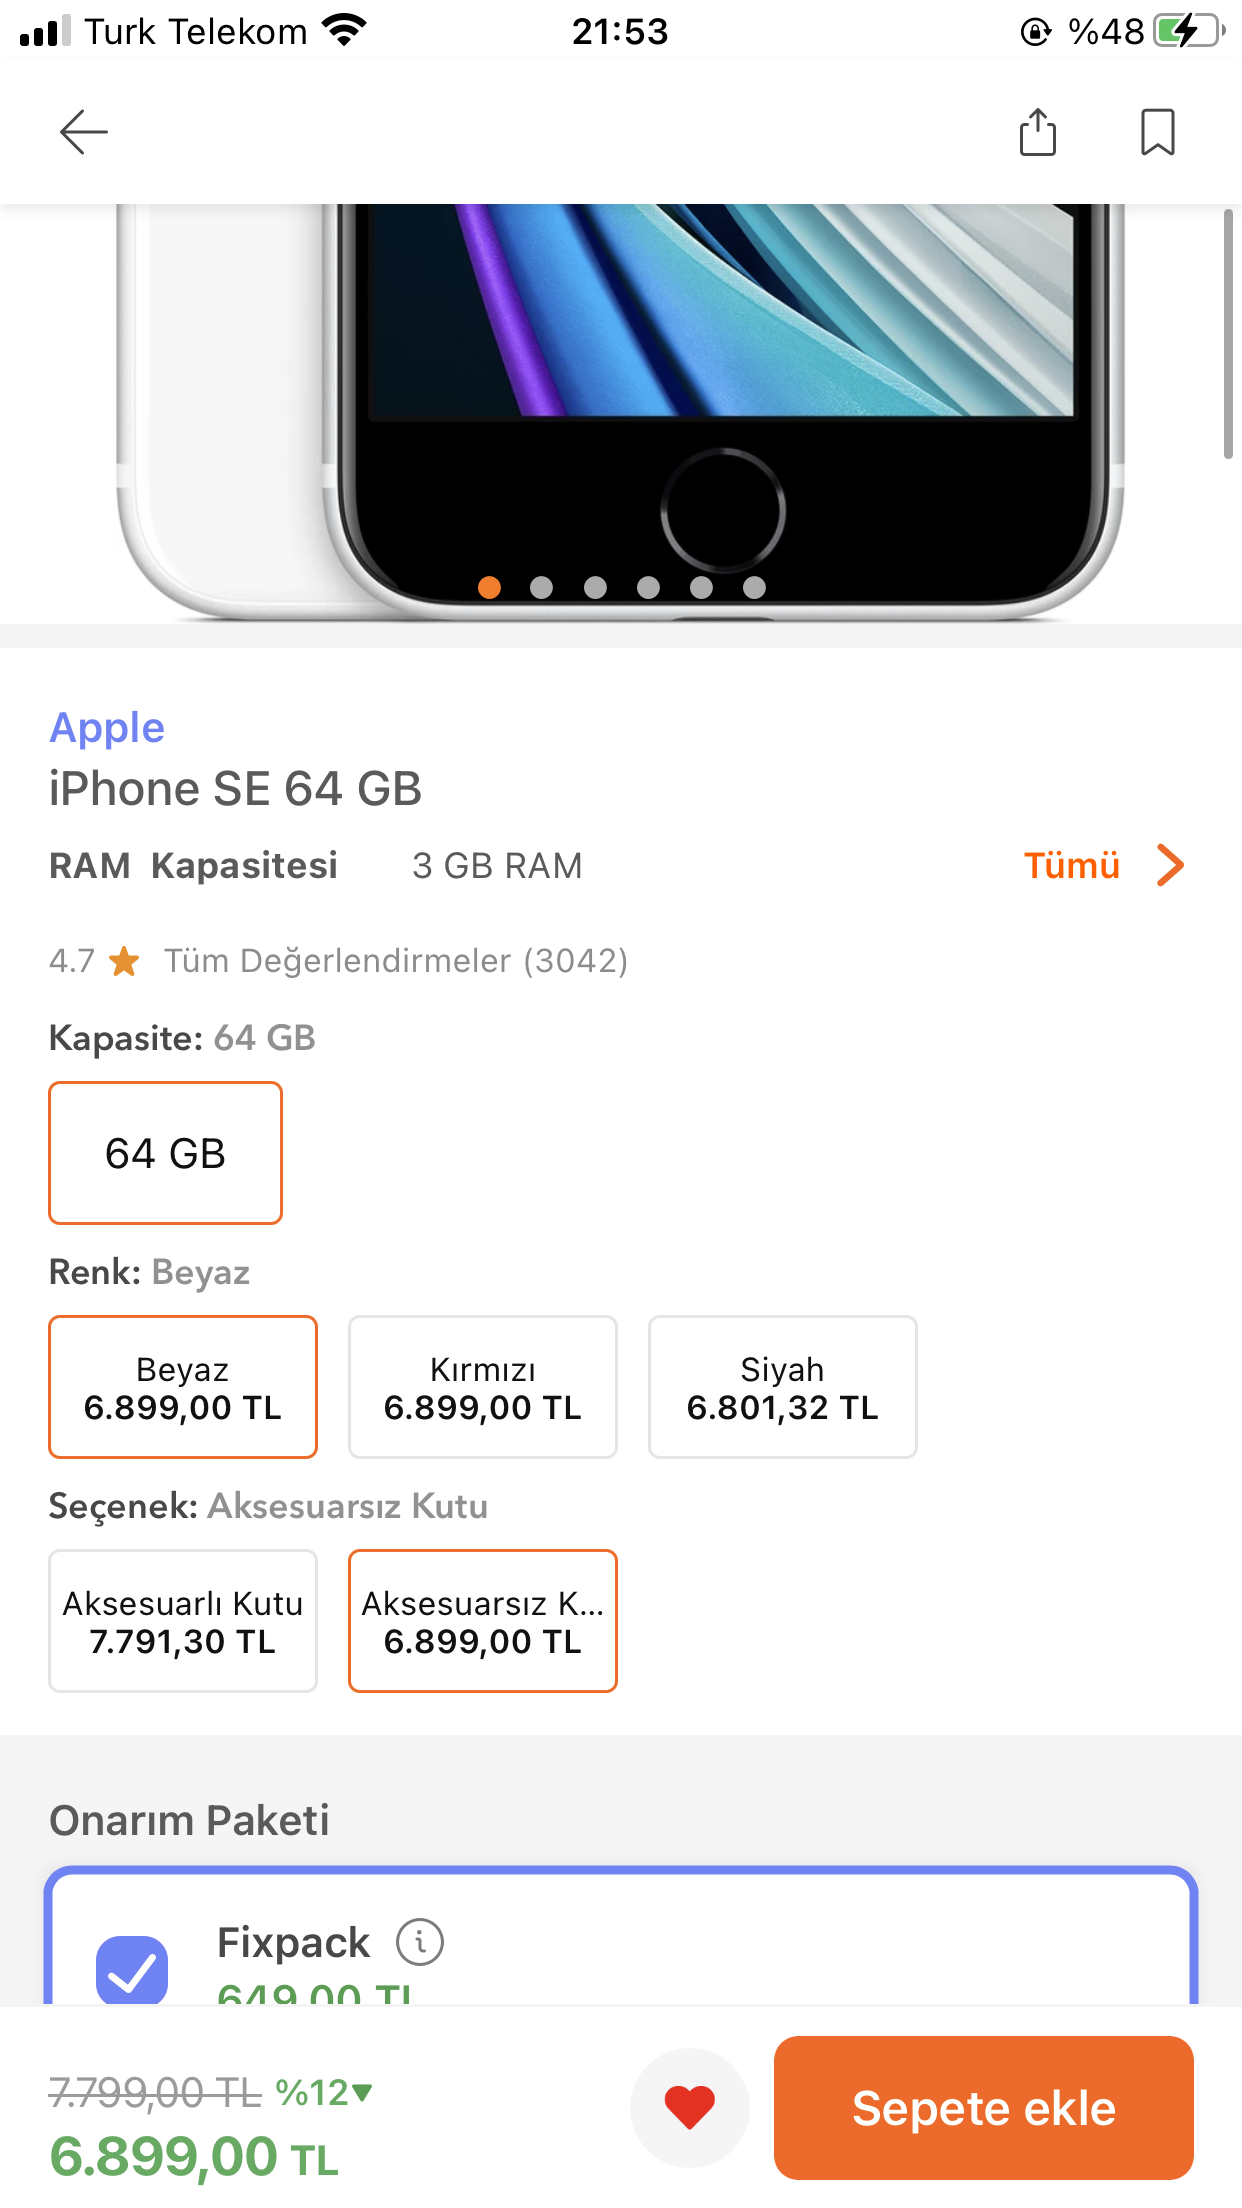 Turk Telekom 21:53 %48
Apple
iPhone SE 64 GB
RAM Kapasitesi 3 GB RAM Tümü
4.7 Tüm Değerlendirmeler (3042)
Kapasite: 64 GB
64 GB
Renk: Beyaz
Beyaz Kırmızı Siyah
6.899,00 TL 6.899,00 TL 6.801,32 TL
Seçenek: Aksesuarsız Kutu
Aksesuarlı Kutu Aksesuarsız K...
7.791,30 TL 6.899,00 TL
Onarım Paketi
Fixpack
649,00 TL
7.799,00 TL %12
6.899,00 TL
Sepete ekle